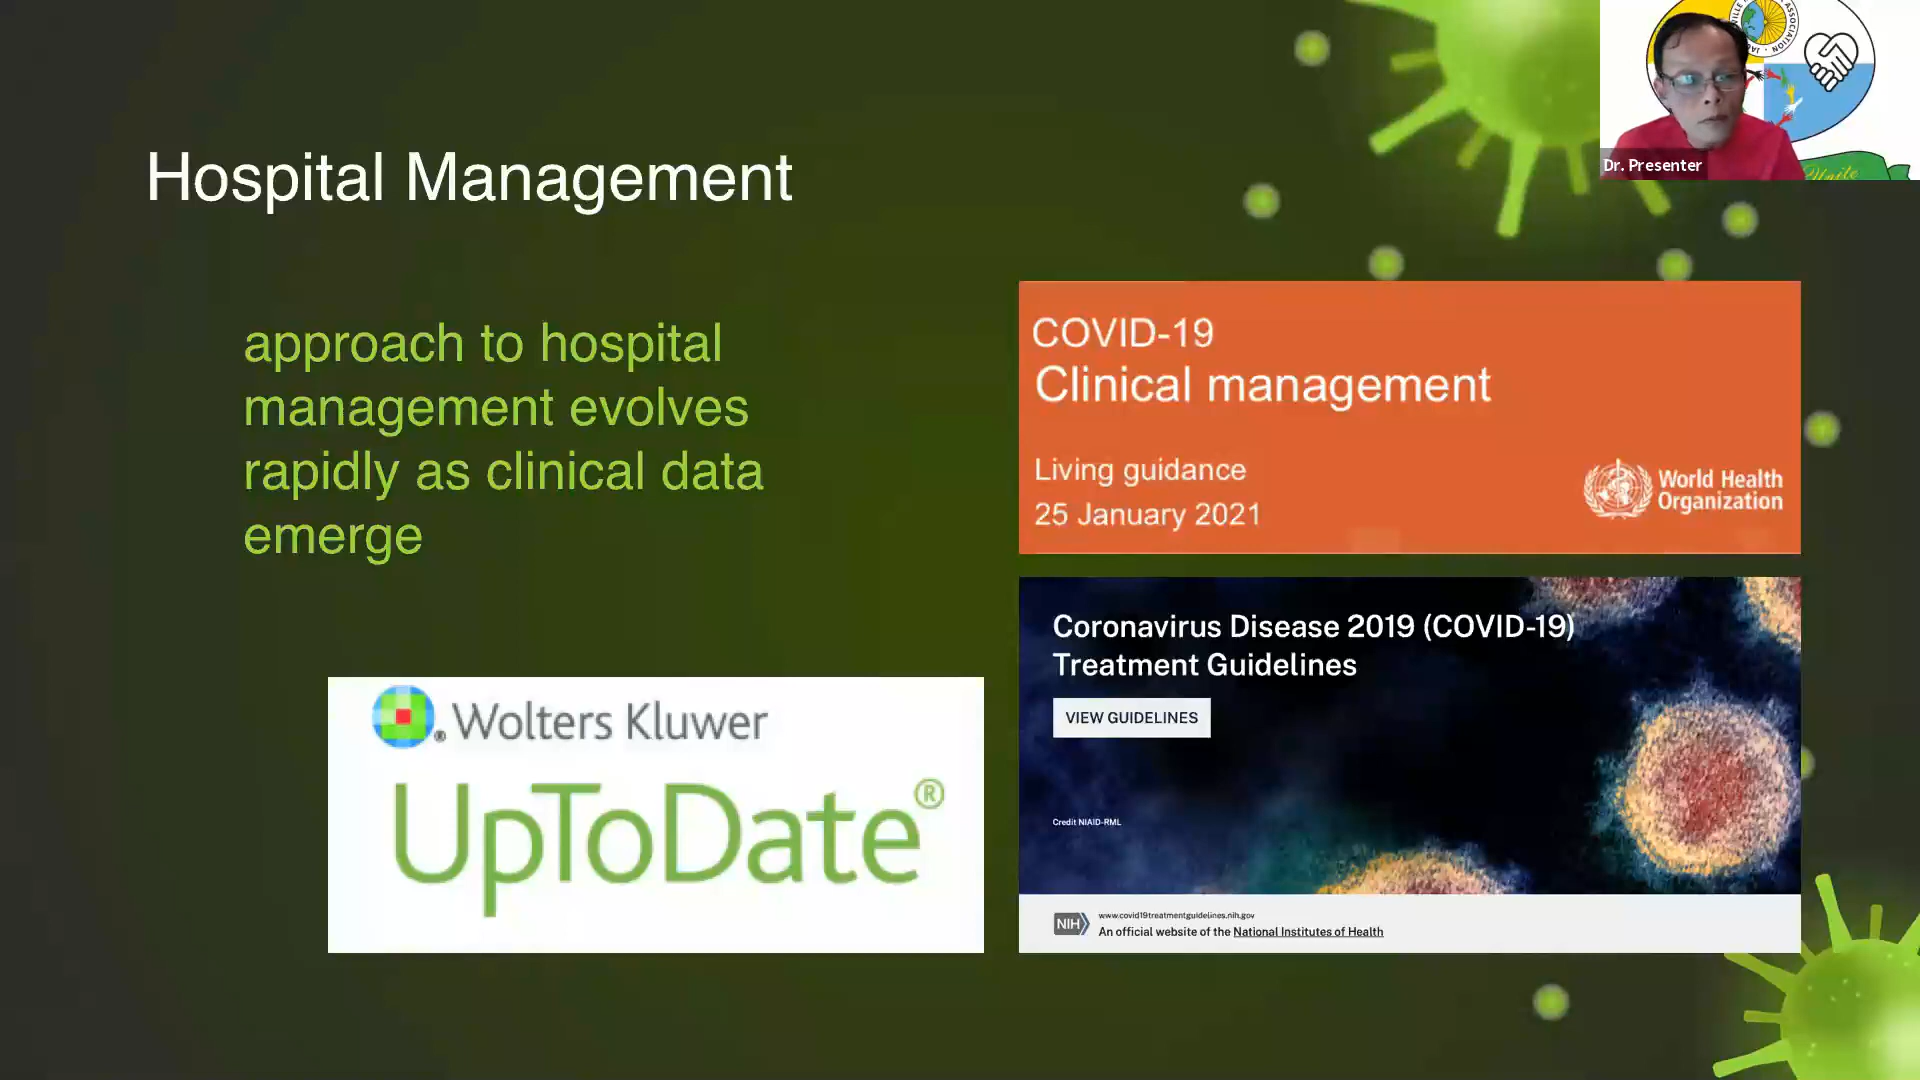 Hospital Management
approach to hospital
management evolves
rapidly as clinical data
emerge
Wolters Kluwer
UpToDate®
COVID-19
Clinical management
Living guidance
25 January 2021
World Health
Organization
Coronavirus Disease 2019 (COVID-19)
Treatment Guidelines
VIEW GUIDELINES
Credit NIAID-RML
NIH
www.covid19treatmentguidelines.nih.gov
An official website of the National Institutes of Health
Dr. Presenter
ASSOCIATION
Unite